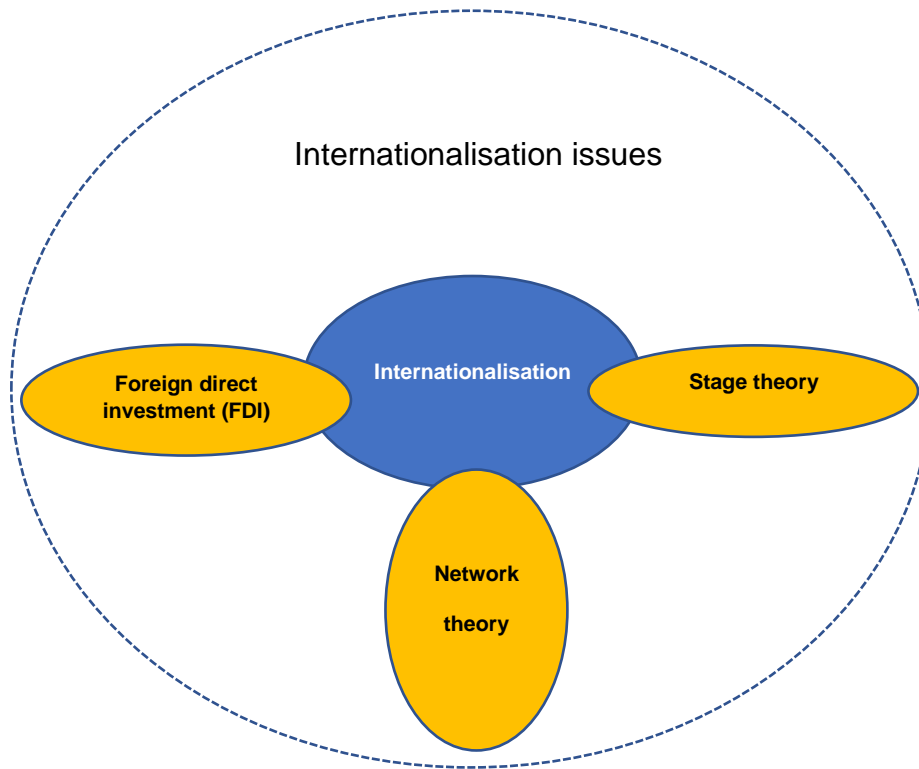 Internationalisation issues
Internationalisation
Foreign direct
investment (FDI)
Stage theory
Network
theory